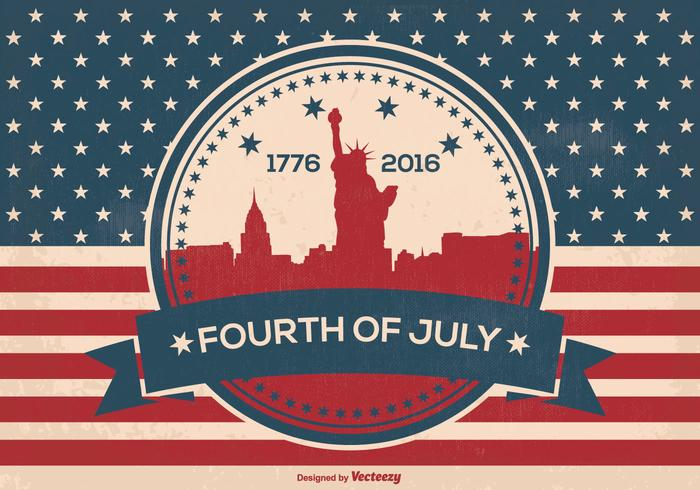 1776 2016
FOURTH OF JULY
Designed by Vecteezy